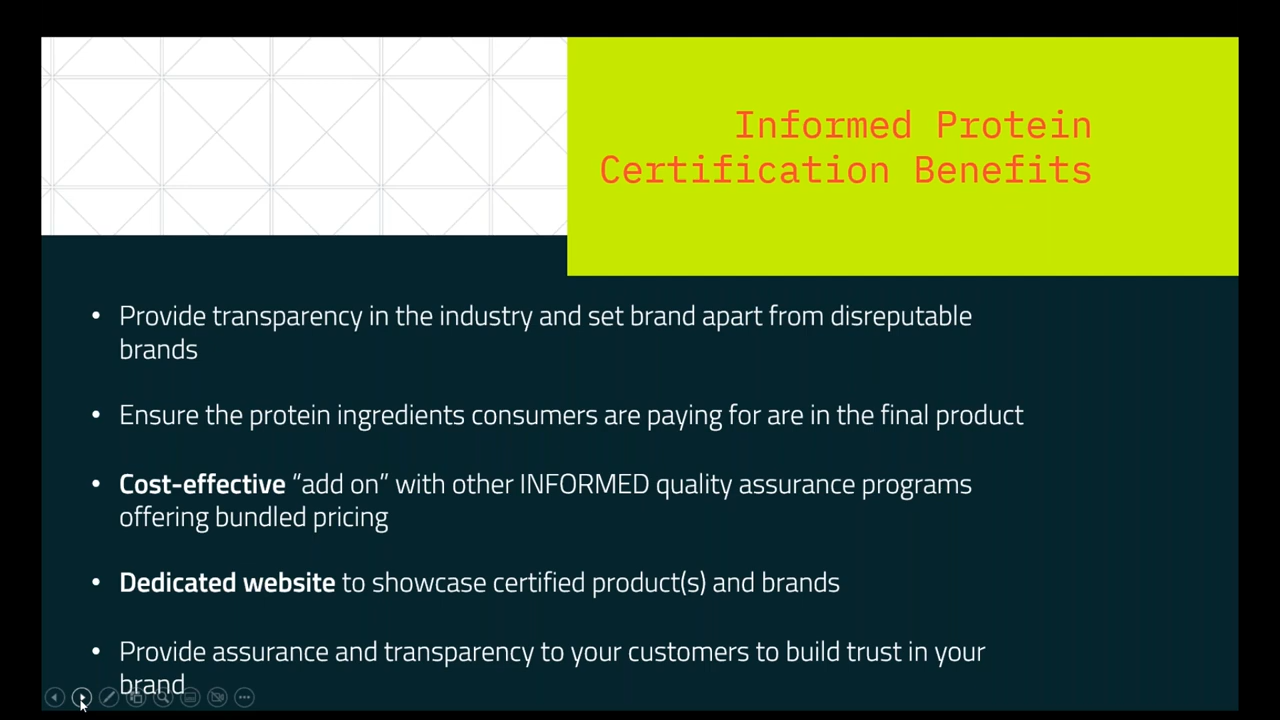 Informed Protein
Certification Benefits
• Provide transparency in the industry and set brand apart from disreputable
brands
• Ensure the protein ingredients consumers are paying for are in the final product
• Cost-effective “add on” with other INFORMED quality assurance programs
offering bundled pricing
• Dedicated website to showcase certified product(s) and brands
• Provide assurance and transparency to your customers to build trust in your
brand